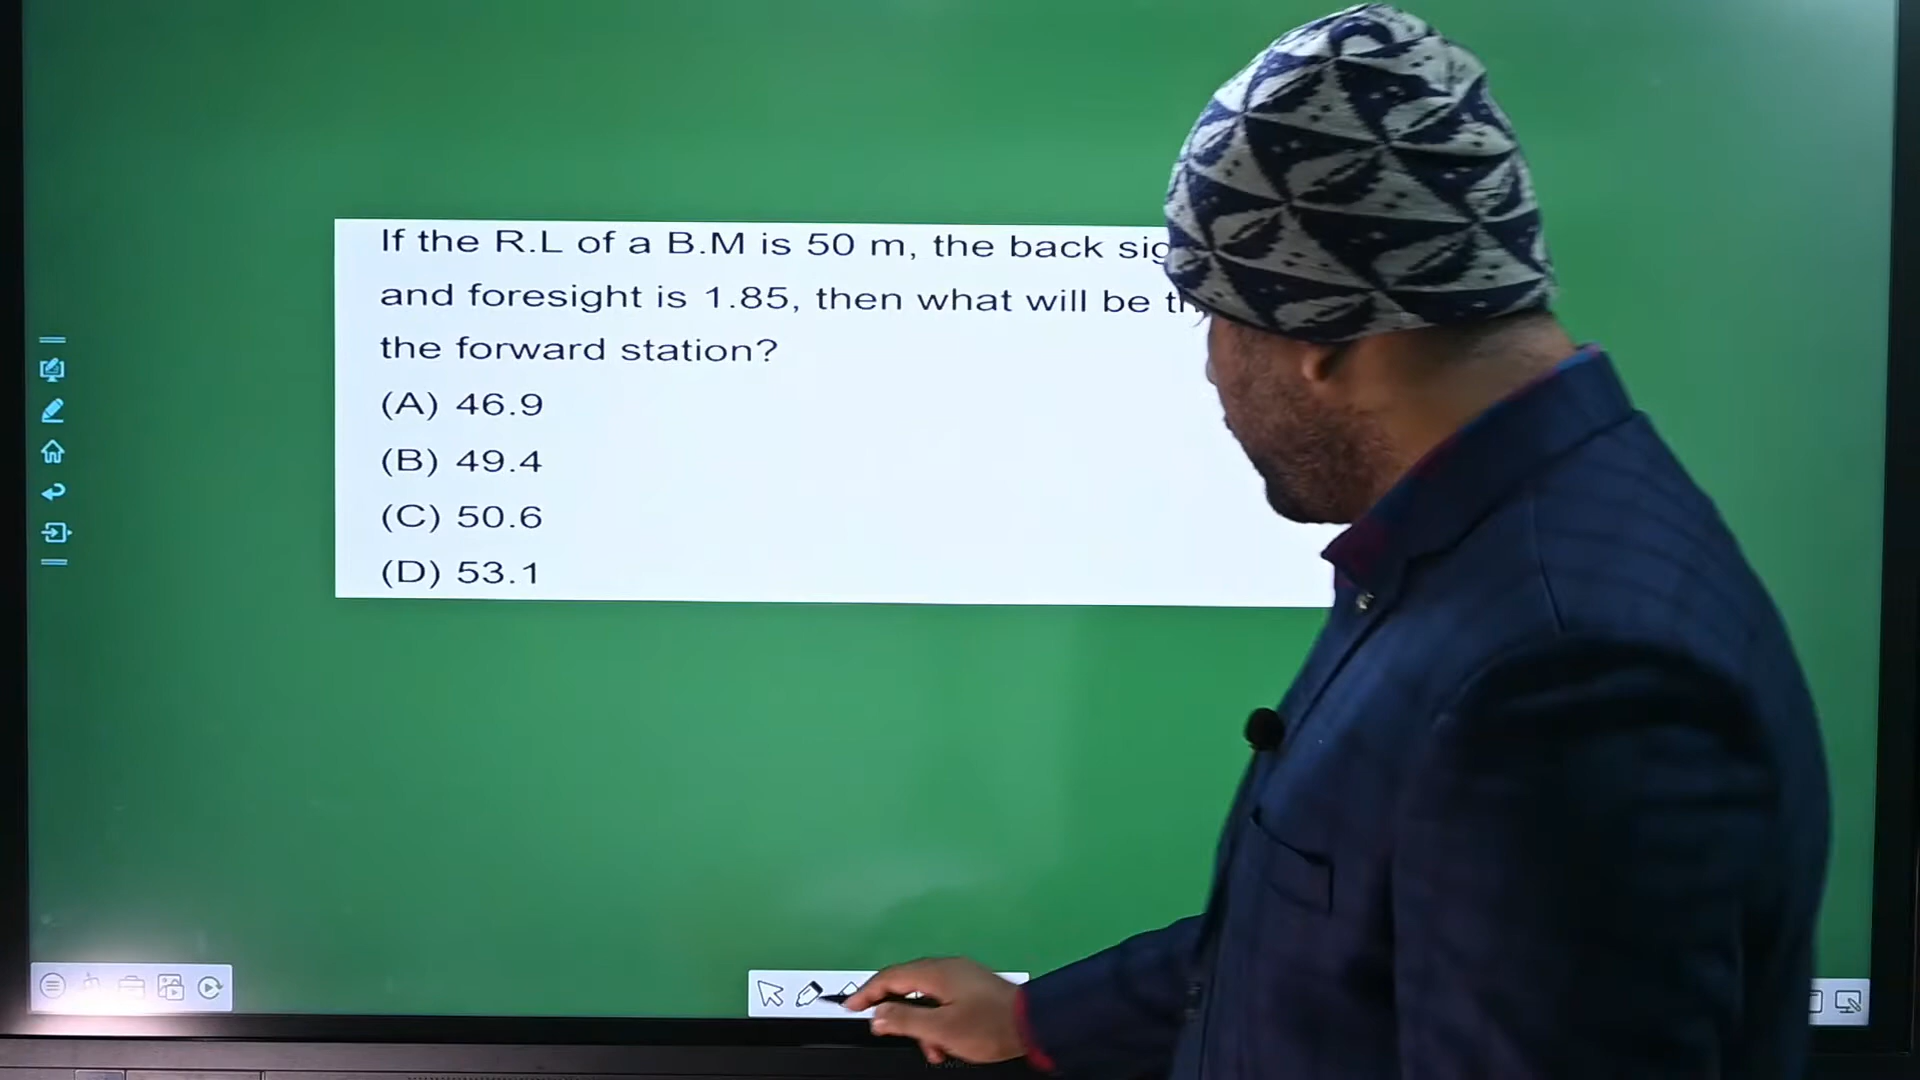 If the R.L of a B.M is 50 m, the back
and foresight is 1.85, then what will be
the forward station?
(A) 46.9
(B) 49.4
(C) 50.6
(D) 53.1